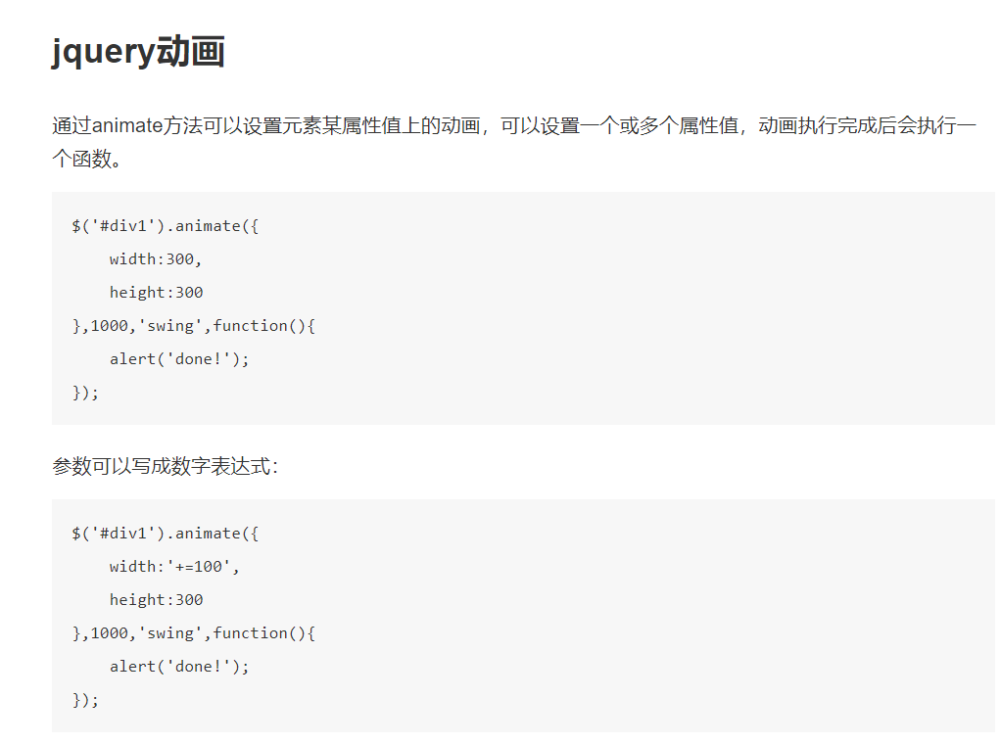 jquery动画
通过animate方法可以设置元素某属性值上的动画，可以设置一个或多个属性值，动画执行完成后会执行一
个函数。
$('#div1').animate({
    width:300,
    height:300
},1000,'swing',function(){
    alert('done!');
});
参数可以写成数字表达式：
$('#div1').animate({
    width:'+=100',
    height:300
},1000,'swing',function(){
    alert('done!');
});